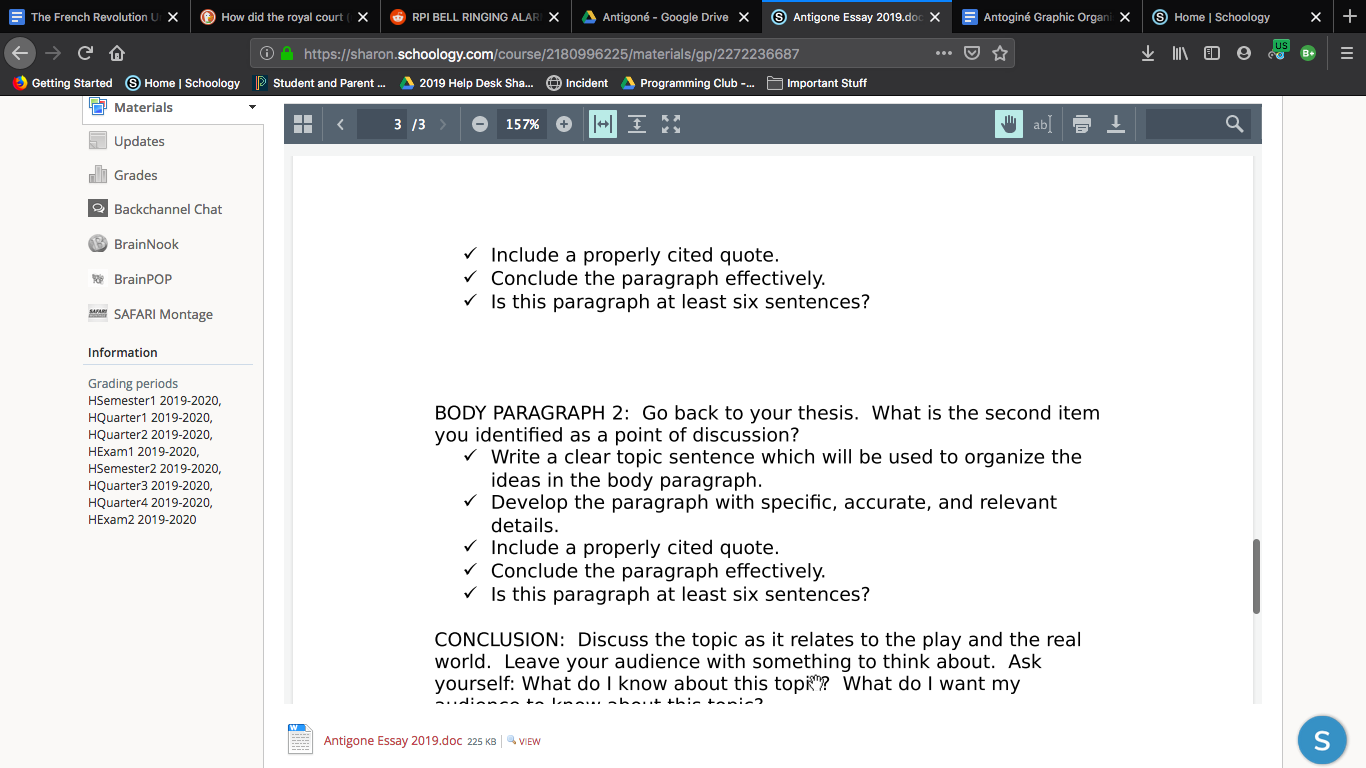 The French Revolution U
How did the royal court (
RPI BELL RINGING ALAR
Antigoné - Google Drive
Antigone Essay 2019.doc
Antoginé Graphic Organi
Home | Schoology
https://sharon.schoology.com/course/2180996225/materials/gp/2272236687
US
B+
Getting Started
Home | Schoology
Student and Parent ...
2019 Help Desk Sha...
Incident
Programming Club -...
Important Stuff
Materials
Updates
Grades
Backchannel Chat
BrainNook
BrainPOP
SAFARI Montage
Information
Grading periods
HSemester1 2019-2020,
HQuarter1 2019-2020,
HQuarter2 2019-2020,
HExam1 2019-2020,
HSemester2 2019-2020,
HQuarter3 2019-2020,
HQuarter4 2019-2020,
HExam2 2019-2020
3 /3
157%
ab
✓ Include a properly cited quote.
✓ Conclude the paragraph effectively.
✓ Is this paragraph at least six sentences?
BODY PARAGRAPH 2: Go back to your thesis. What is the second item
you identified as a point of discussion?
✓ Write a clear topic sentence which will be used to organize the
ideas in the body paragraph.
✓ Develop the paragraph with specific, accurate, and relevant
details.
✓ Include a properly cited quote.
✓ Conclude the paragraph effectively.
✓ Is this paragraph at least six sentences?
CONCLUSION: Discuss the topic as it relates to the play and the real
world. Leave your audience with something to think about. Ask
yourself: What do I know about this topic? What do I want my
audience to know about this topic?
Antigone Essay 2019.doc 225 KB VIEW
S